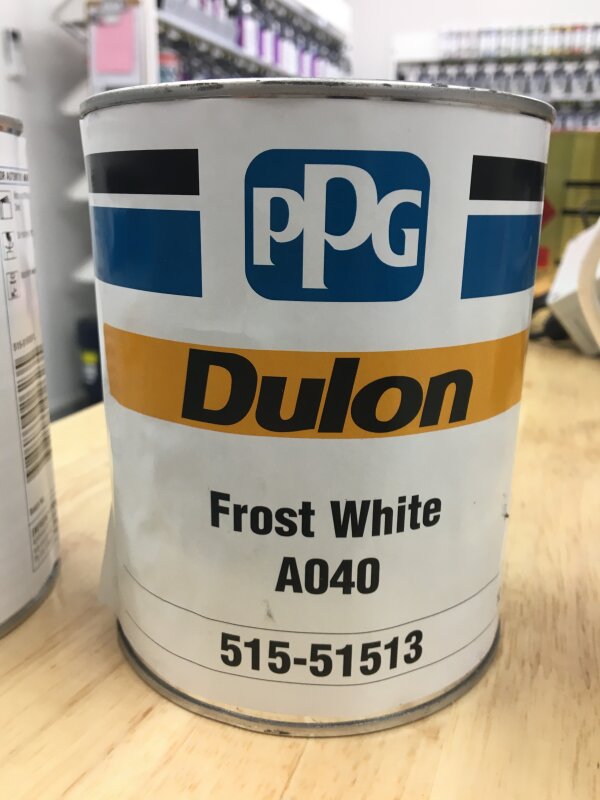 PPG
Dulon
Frost White
A040
515-51513